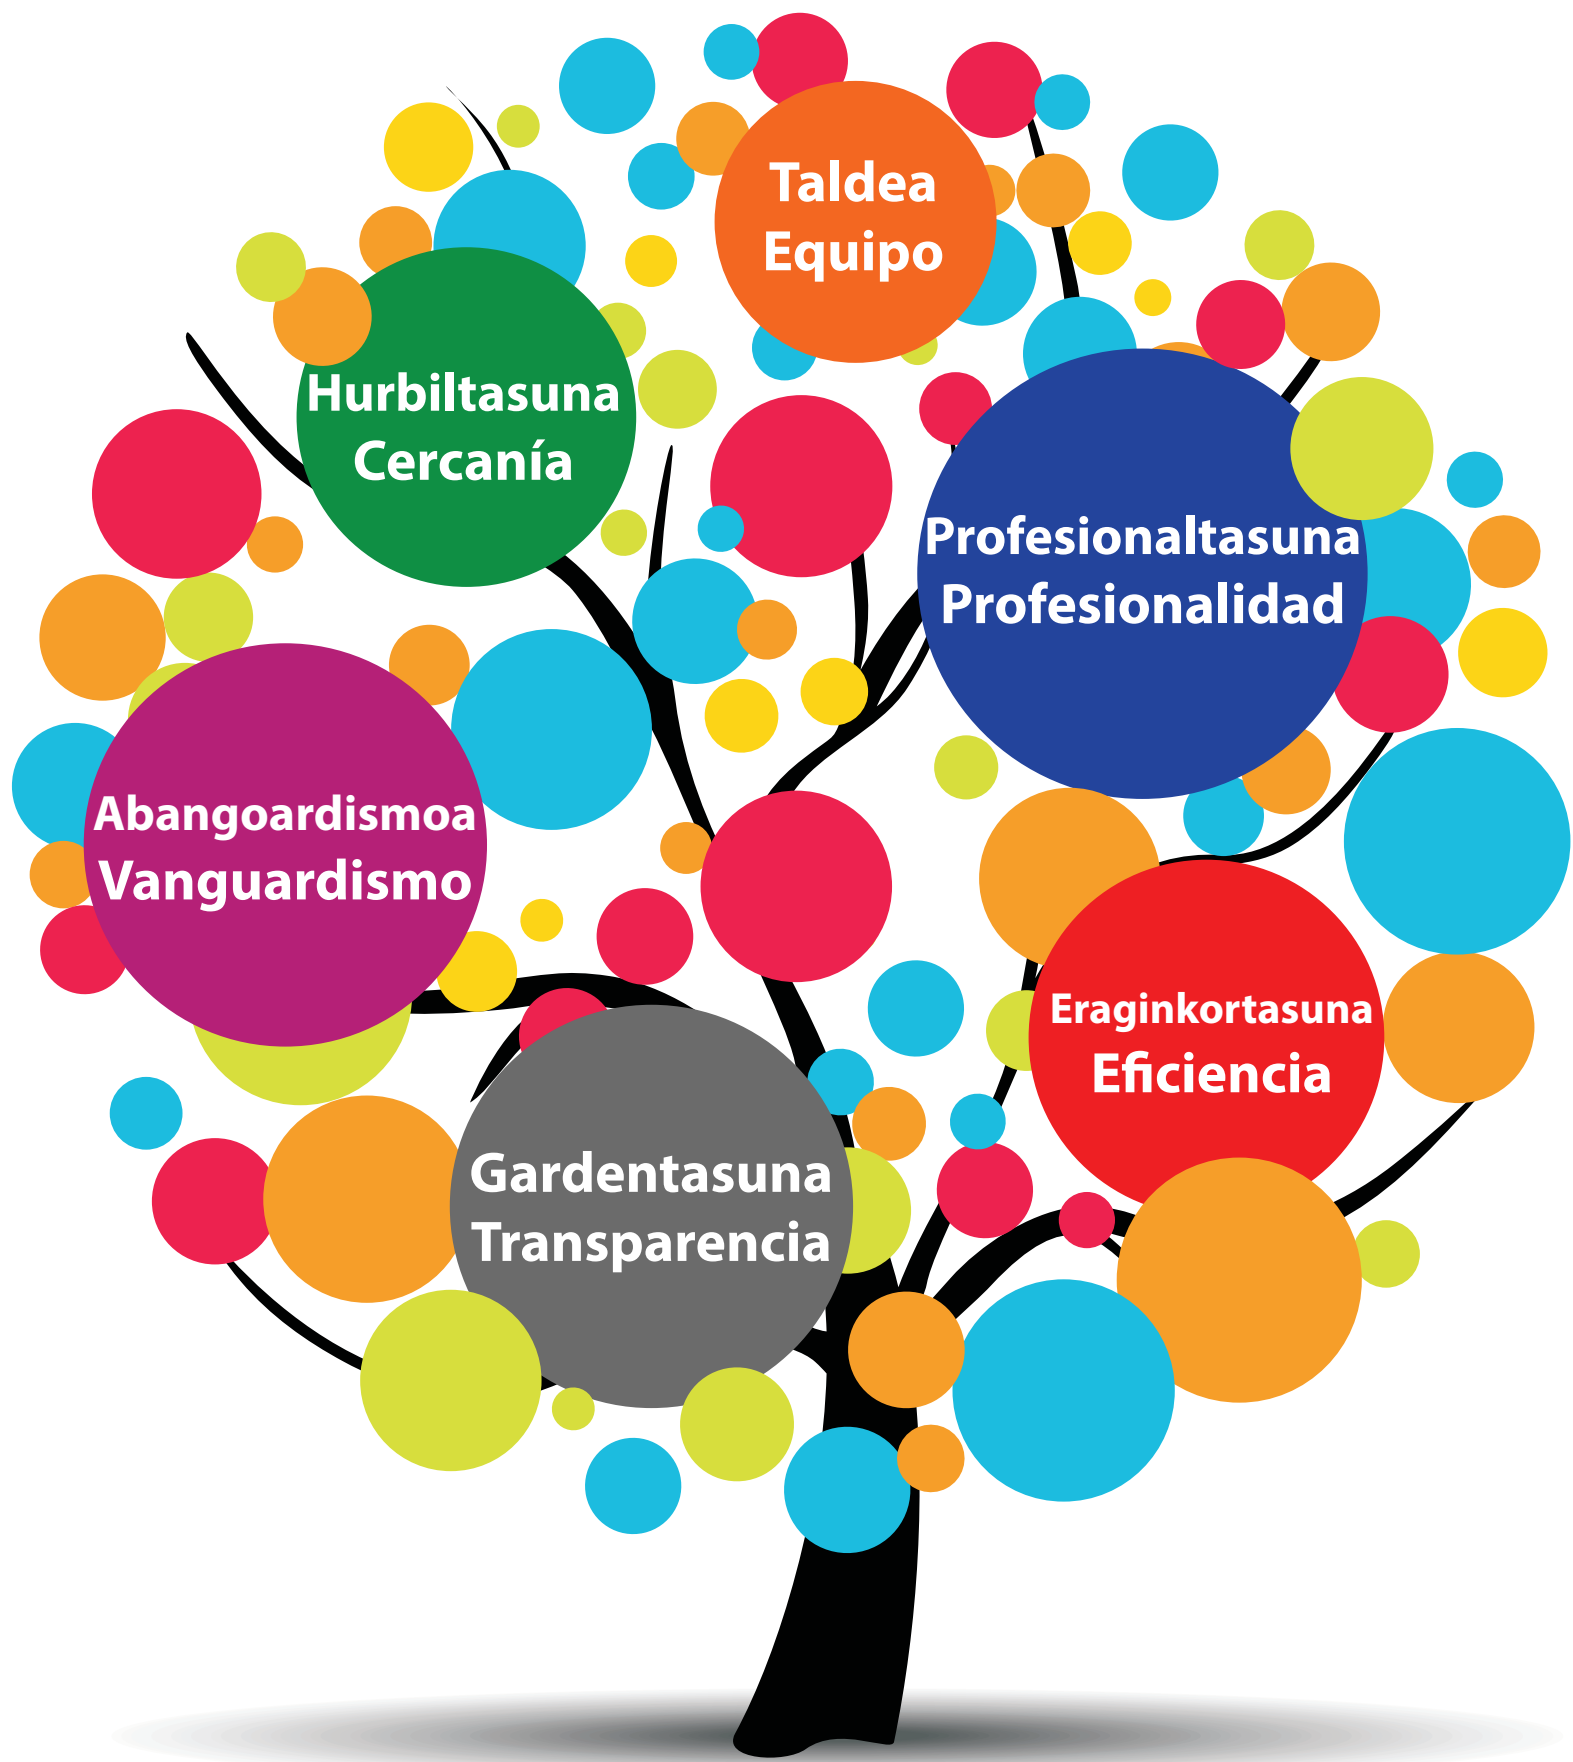 Taldea
Equipo
Hurbiltasuna
Cercanía
Profesionaltasuna
Profesionalidad
Abangoardismoa
Vanguardismo
Eraginkortasuna
Eficiencia
Gardentasuna
Transparencia